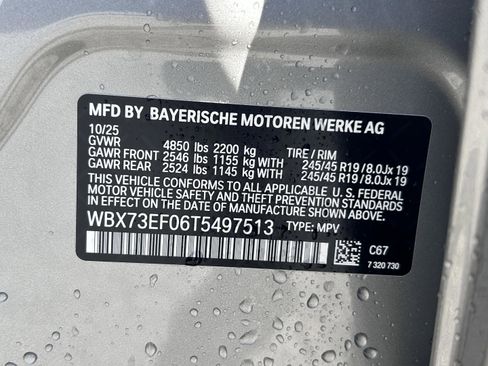 MFD BY BAYERISCHE MOTOREN WERKE AG
10/25
GVWR 4850 lbs 2200 kg TIRE / RIM
GAWR FRONT 2546 lbs 1155 kg WITH 245/45 R19 / 8.0Jx 19
GAWR REAR 2524 lbs 1145 kg WITH 245/45 R19 / 8.0Jx 19
THIS VEHICLE CONFORMS TO ALL APPLICABLE U. S. FEDERAL
MOTOR VEHICLE SAFETY AND THEFT PREVENTION STANDARDS
IN EFFECT ON THE DATE OF MANUFACTURE SHOWN ABOVE.
WBX73EF06T5497513 TYPE: MPV
C67
7 320 730